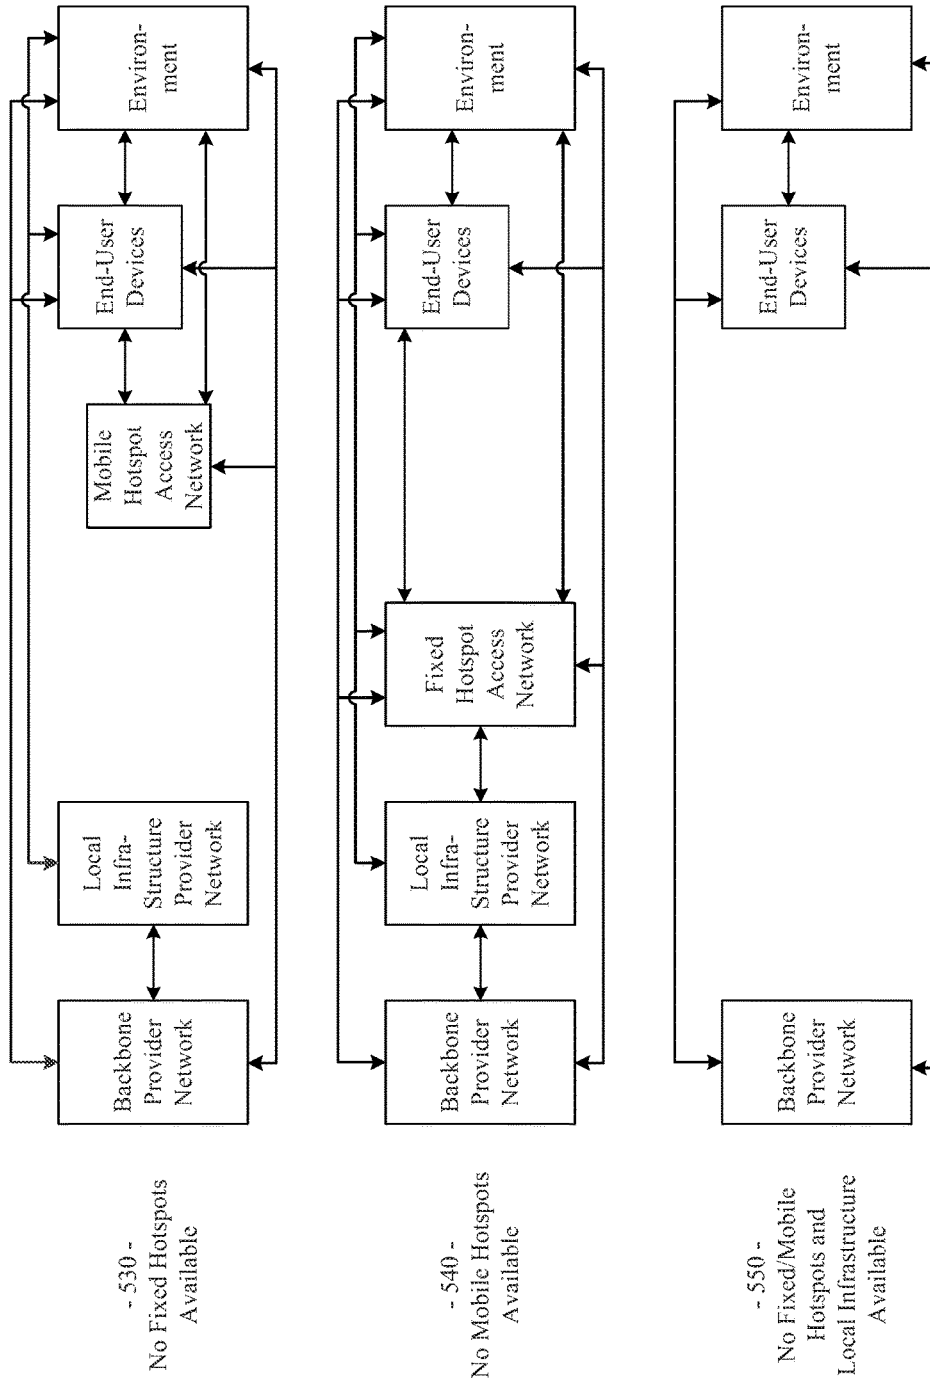 - 530 -
No Fixed Hotspots
Available
Backbone
Provider
Network
Local
Infra-
Structure
Provider
Network
Mobile
Hotspot
Access
Network
End-User
Devices
Environ-
ment
- 540 -
No Mobile Hotspots
Available
Backbone
Provider
Network
Local
Infra-
Structure
Provider
Network
Fixed
Hotspot
Access
Network
End-User
Devices
Environ-
ment
- 550 -
No Fixed/Mobile
Hotspots and
Local Infrastructure
Available
Backbone
Provider
Network
End-User
Devices
Environ-
ment